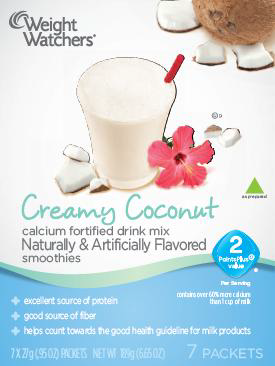 Weight
Watchers®
as prepared
Creamy Coconut
calcium fortified drink mix
Naturally & Artificially Flavored
smoothies
2
PointsPlus®
value
Per Serving
contains over 60% more calcium
than 1 cup of milk
excellent source of protein
good source of fiber
helps count towards the good health guideline for milk products
7 X 27g (.95 OZ) PACKETS NET WT 189g (6.65 OZ) 7 PACKETS